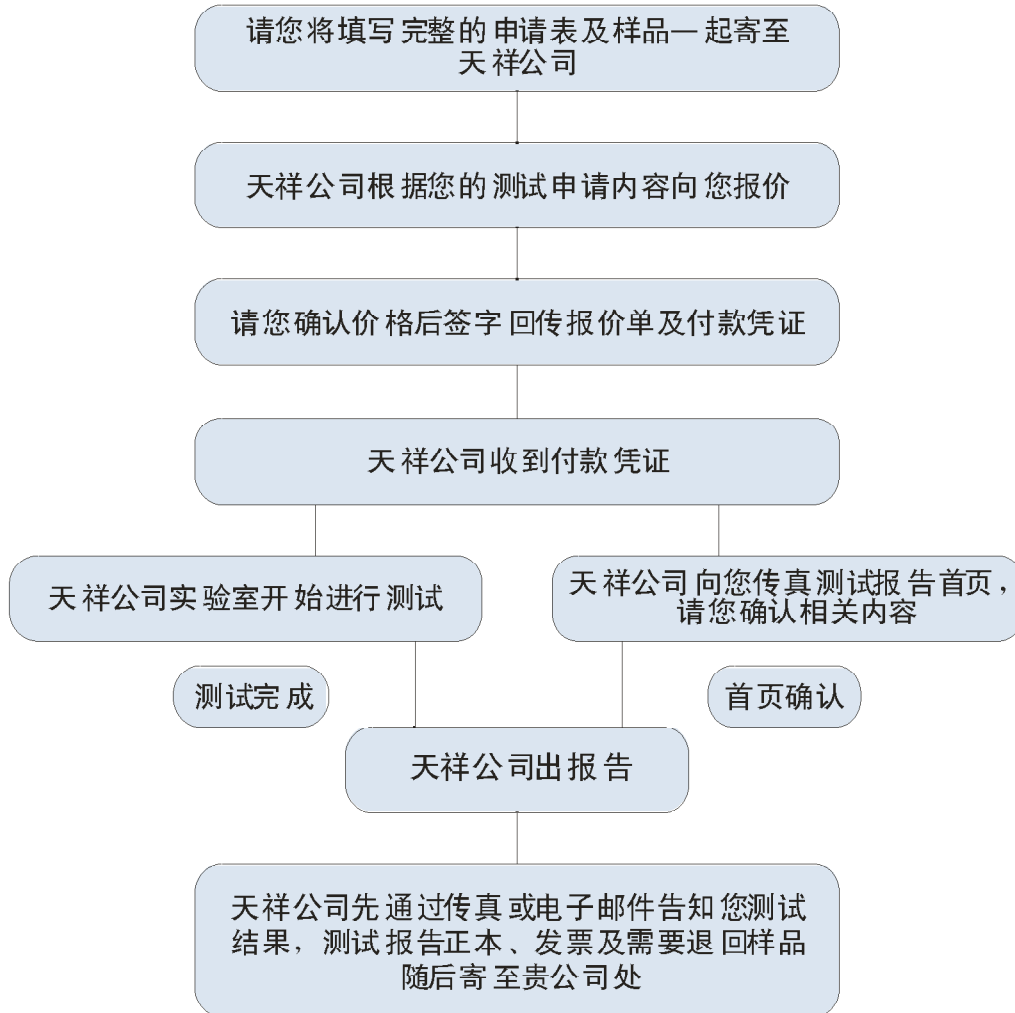 请您将填写完整的申请表及样品一起寄至
天祥公司
天祥公司根据您的测试申请内容向您报价
请您确认价格后签字回传报价单及付款凭证
天祥公司收到付款凭证
天祥公司实验室开始进行测试
天祥公司向您传真测试报告首页，
请您确认相关内容
测试完成
首页确认
天祥公司出报告
天祥公司先通过传真或电子邮件告知您测试
结果，测试报告正本、发票及需要退回样品
随后寄至贵公司处